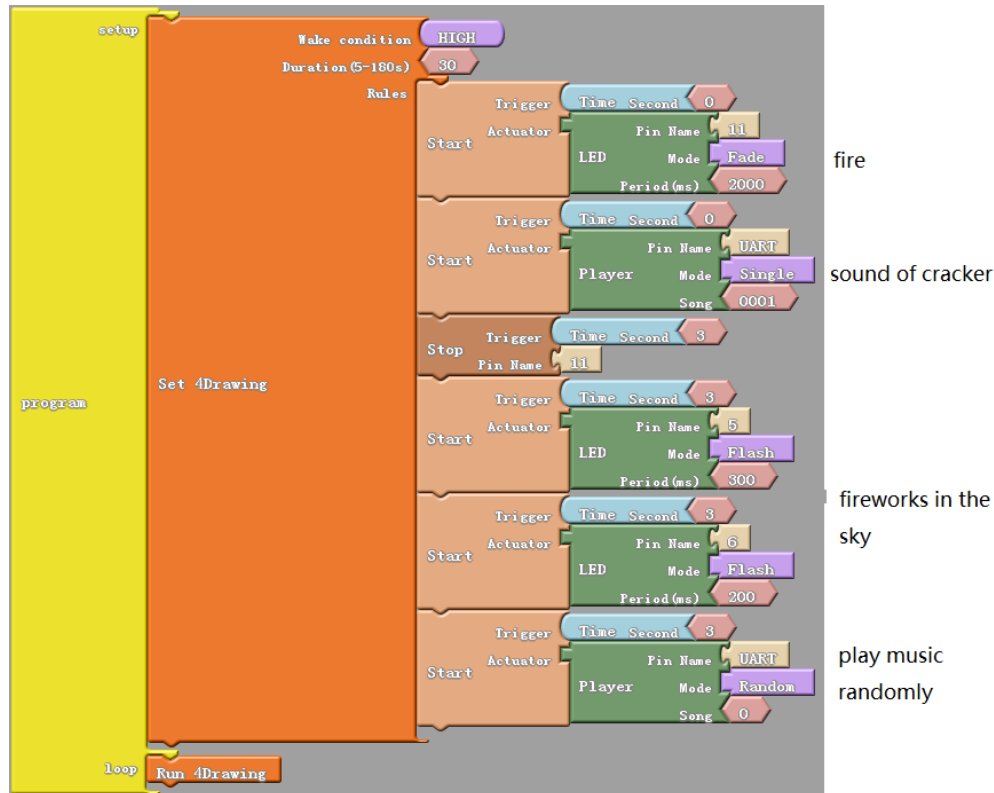 program
setup
Set 4Drawing
Wake condition HIGH
Duration(5-180s) 30
Rules
Start
Trigger Time Second 0
Actuator LED
Pin Name 11
Mode Fade
Period(ms) 2000
fire
Start
Trigger Time Second 0
Actuator Player
Pin Name UART
Mode Single
Song 0001
sound of cracker
Stop
Trigger Time Second 3
Pin Name 11
Start
Trigger Time Second 3
Actuator LED
Pin Name 5
Mode Flash
Period(ms) 300
Start
Trigger Time Second 3
Actuator LED
Pin Name 6
Mode Flash
Period(ms) 200
fireworks in the
sky
Start
Trigger Time Second 3
Actuator Player
Pin Name UART
Mode Random
Song 0
play music
randomly
loop
Run 4Drawing